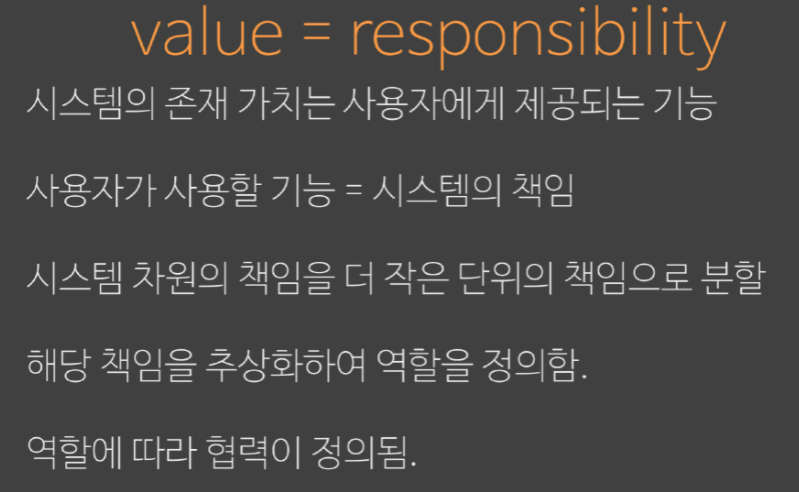 value = responsibility
시스템의 존재 가치는 사용자에게 제공되는 기능
사용자가 사용할 기능 = 시스템의 책임
시스템 차원의 책임을 더 작은 단위의 책임으로 분할
해당 책임을 추상화하여 역할을 정의함.
역할에 따라 협력이 정의됨.